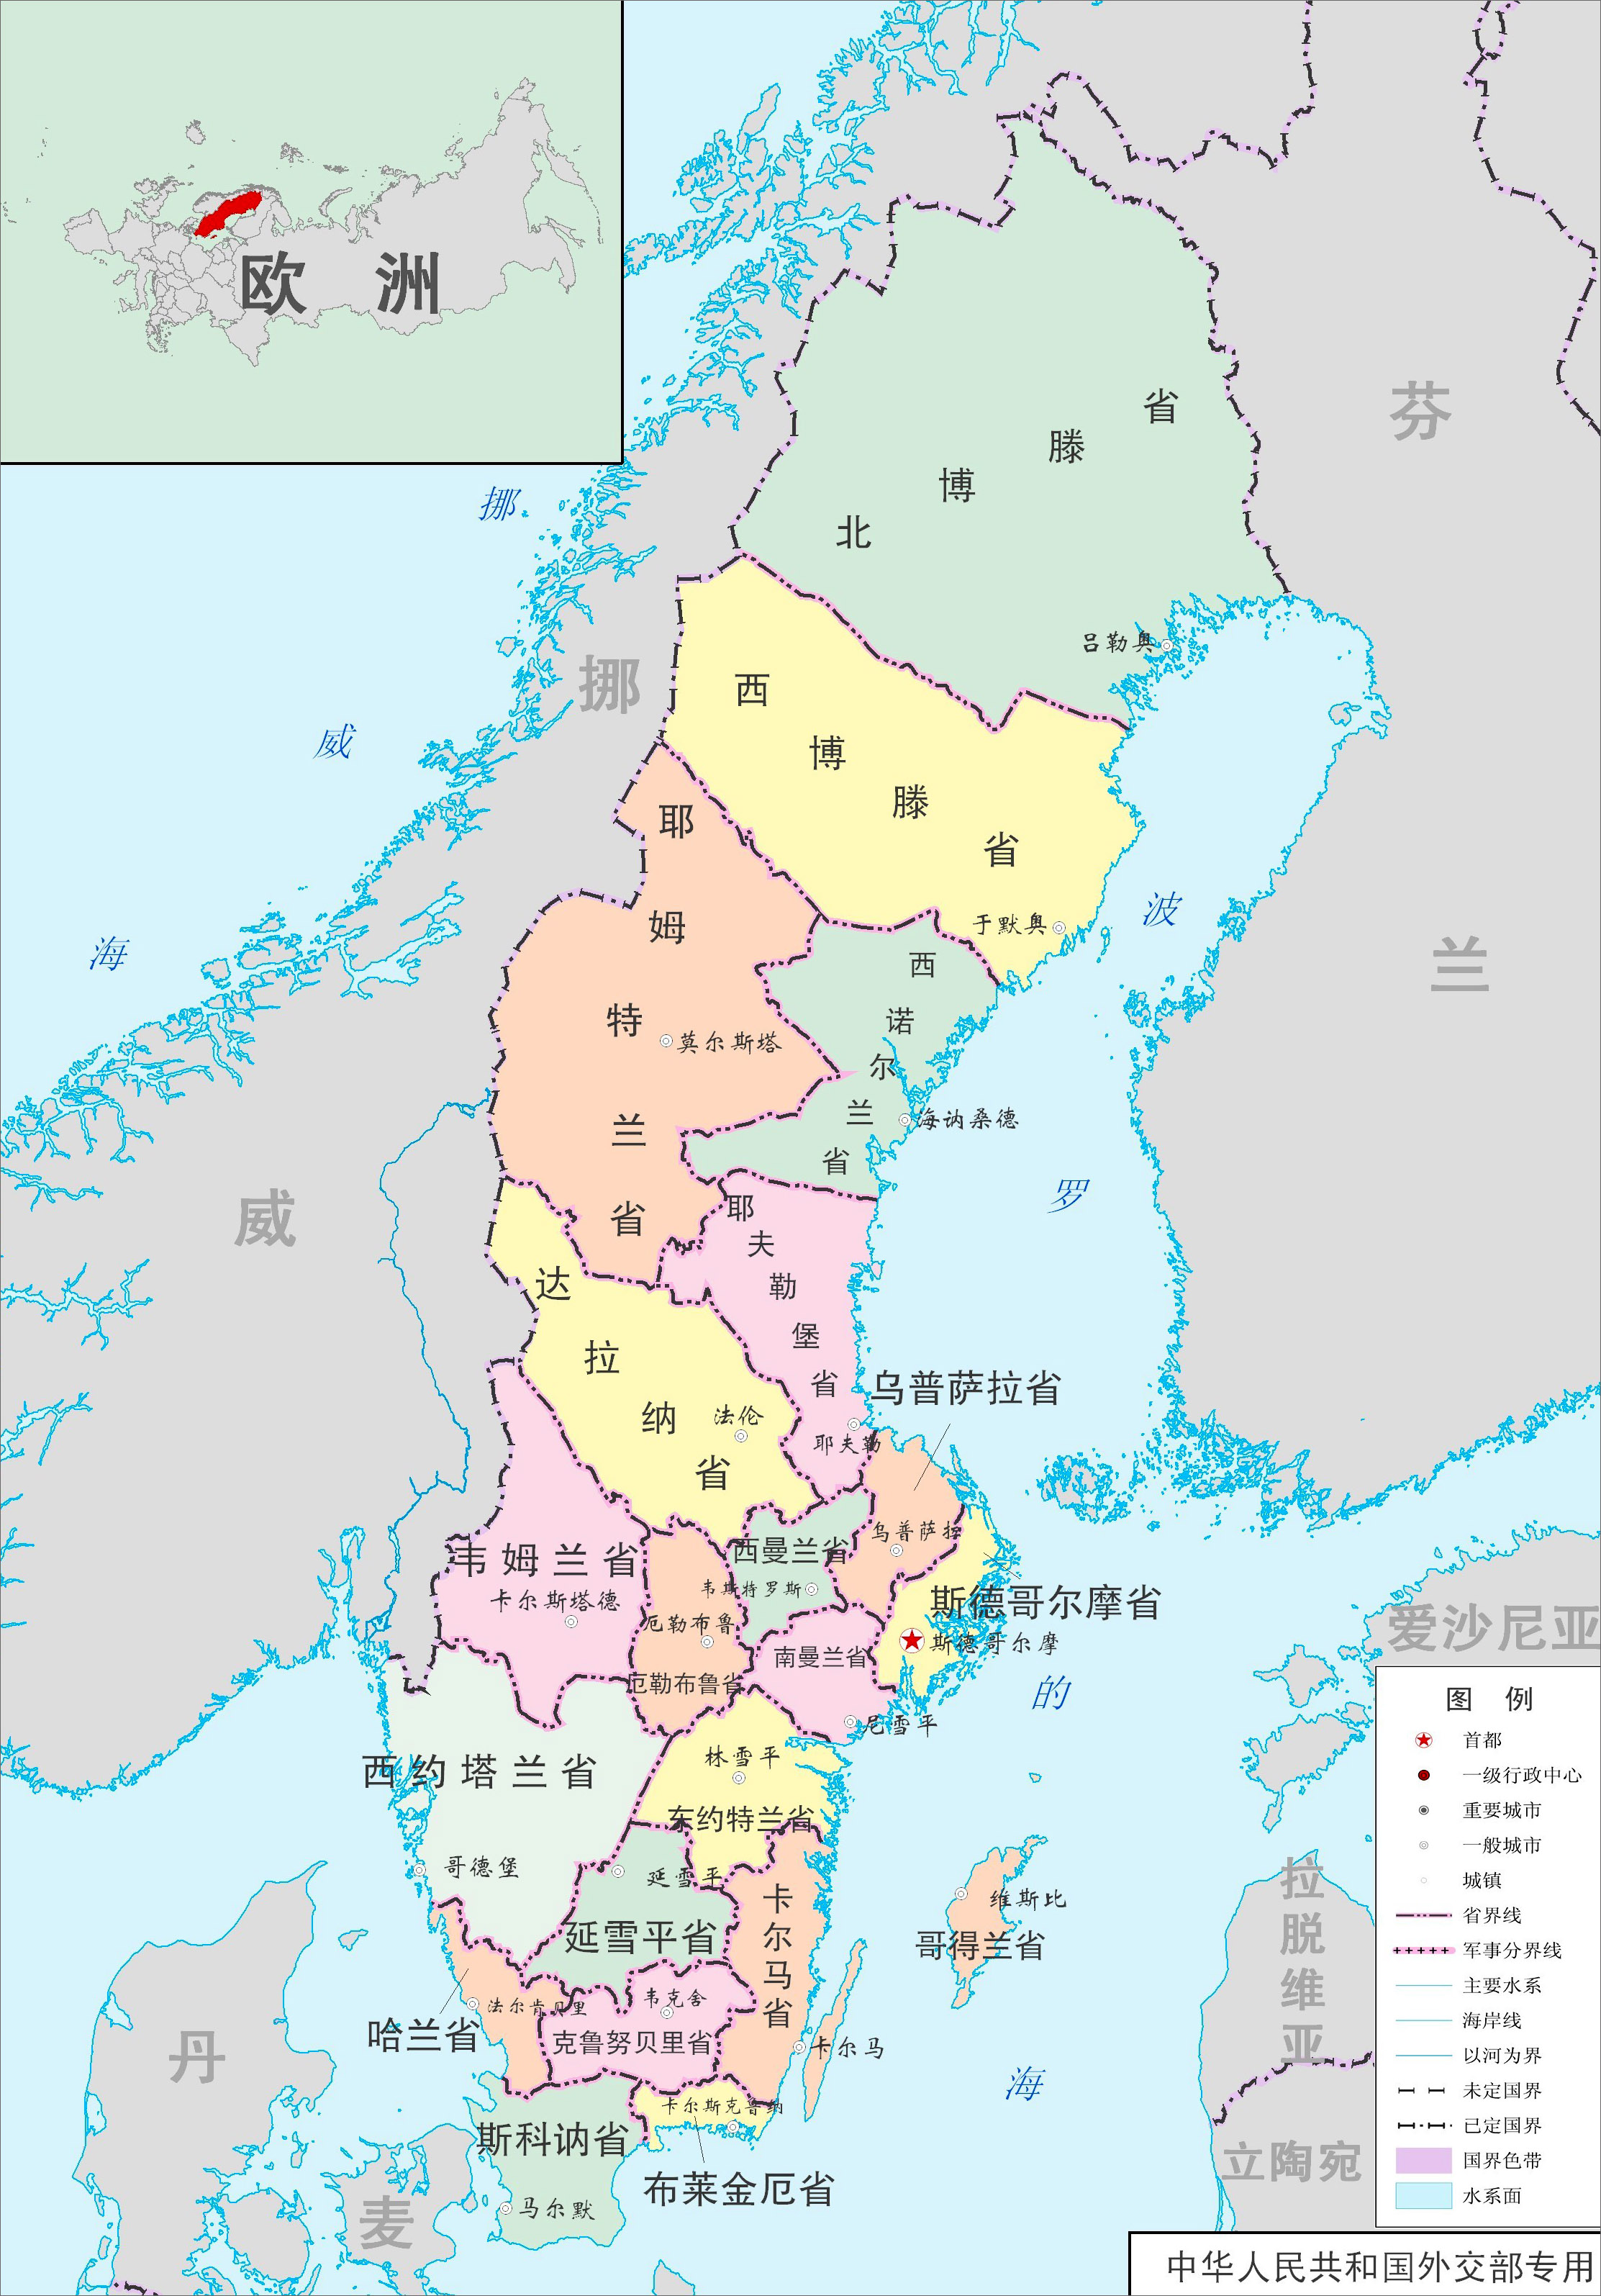 欧洲
挪威海
挪威
芬兰
波罗的海
北博滕省
吕勒奥
西博滕省
于默奥
耶姆特兰省
莫尔斯塔
西诺尔兰省
海讷桑德
耶夫勒堡省
耶夫勒
达拉纳省
法伦
乌普萨拉省
乌普萨拉
韦姆兰省
卡尔斯塔德
西曼兰省
韦斯特罗斯
厄勒布鲁
厄勒布鲁省
斯德哥尔摩省
斯德哥尔摩
南曼兰省
尼雪平
西约塔兰省
哥德堡
林雪平
东约特兰省
延雪平
延雪平省
卡尔马省
卡尔马
维斯比
哥得兰省
哈兰省
法尔肯贝里
韦克舍
克鲁努贝里省
卡尔斯克鲁纳
布莱金厄省
斯科讷省
马尔默
丹麦
爱沙尼亚
拉脱维亚
立陶宛
图 例
首都
一级行政中心
重要城市
一般城市
城镇
省界线
军事分界线
主要水系
海岸线
以河为界
未定国界
已定国界
国界色带
水系面
中华人民共和国外交部专用